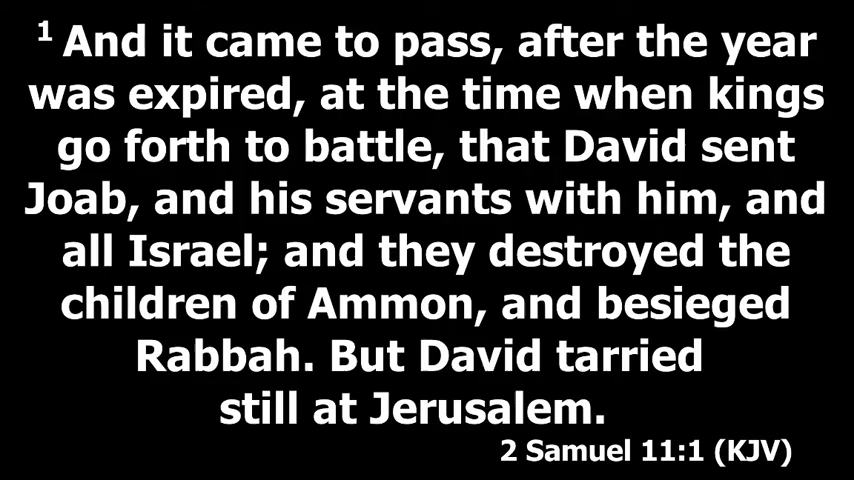 1 And it came to pass, after the year
was expired, at the time when kings
go forth to battle, that David sent
Joab, and his servants with him, and
all Israel; and they destroyed the
children of Ammon, and besieged
Rabbah. But David tarried
still at Jerusalem.
2 Samuel 11:1 (KJV)